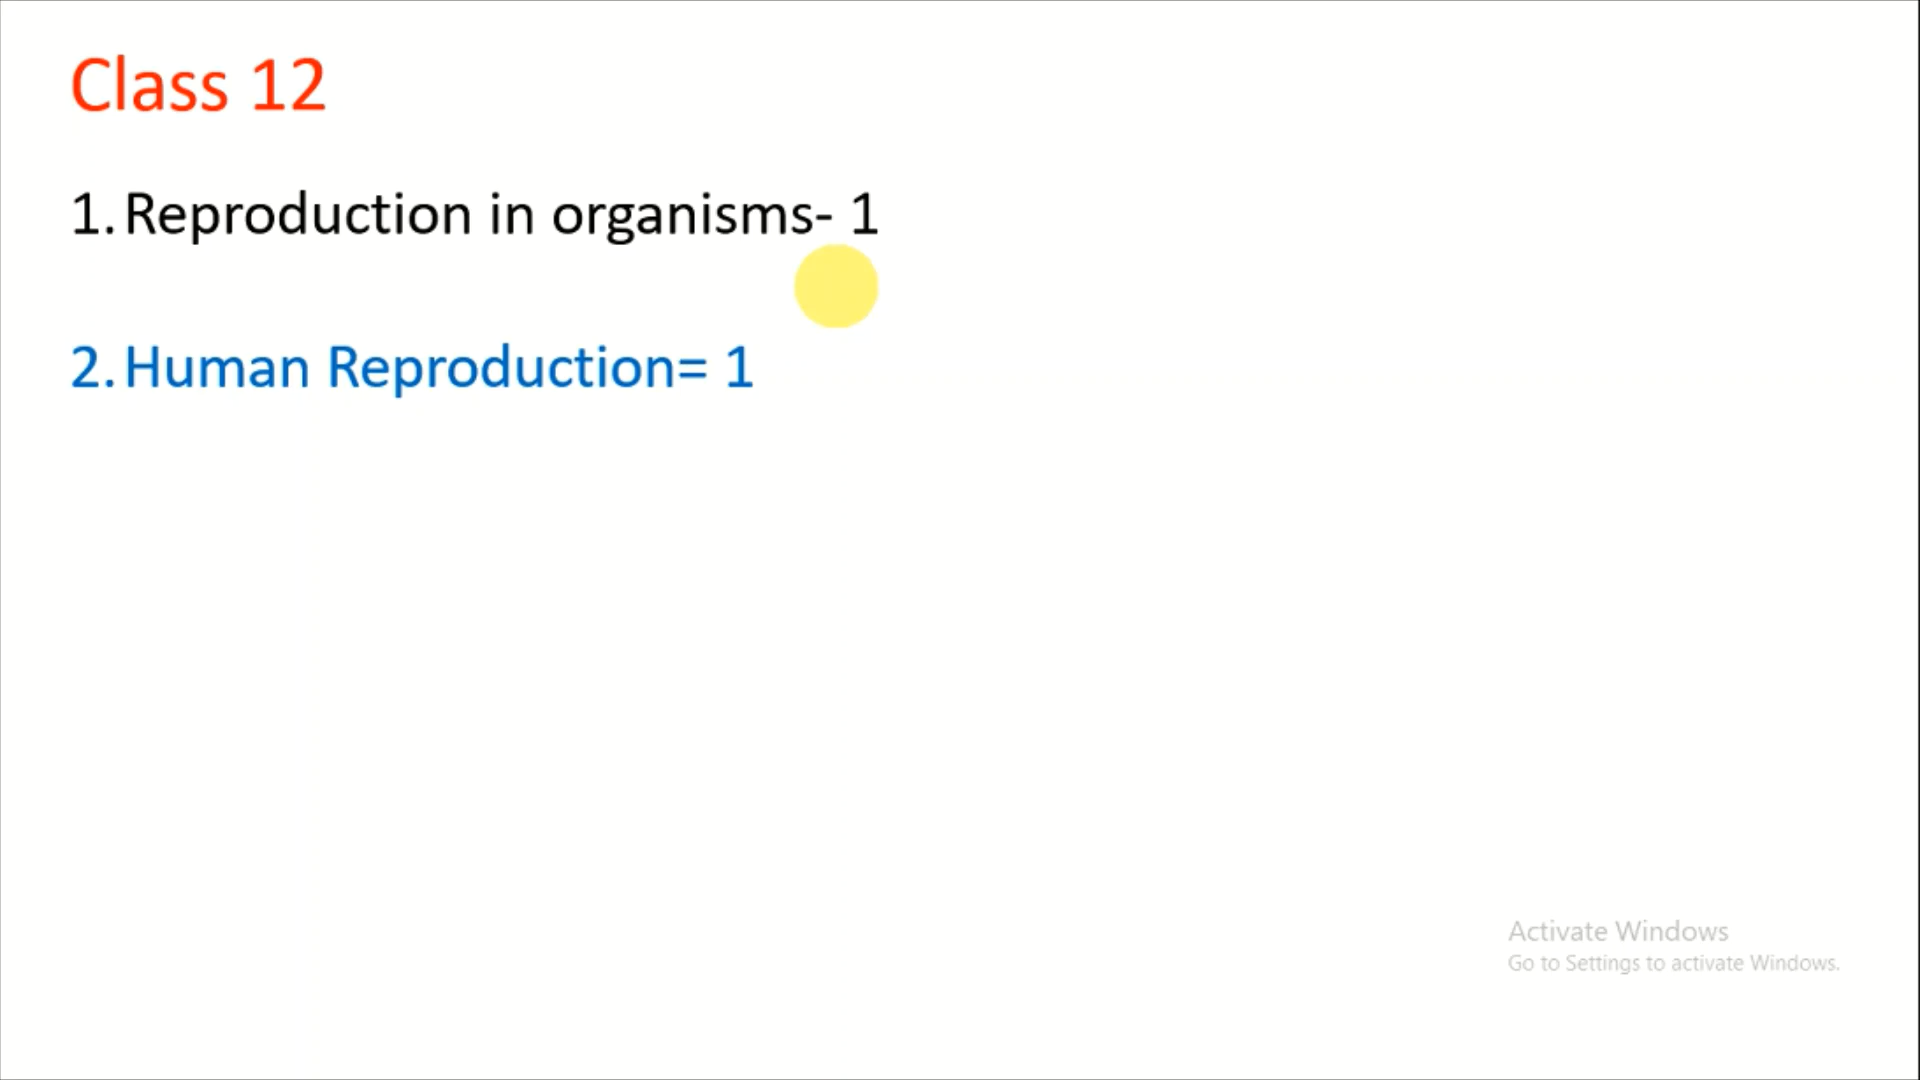 Class 12
1. Reproduction in organisms- 1
2. Human Reproduction= 1
Activate Windows
Go to Settings to activate Windows.